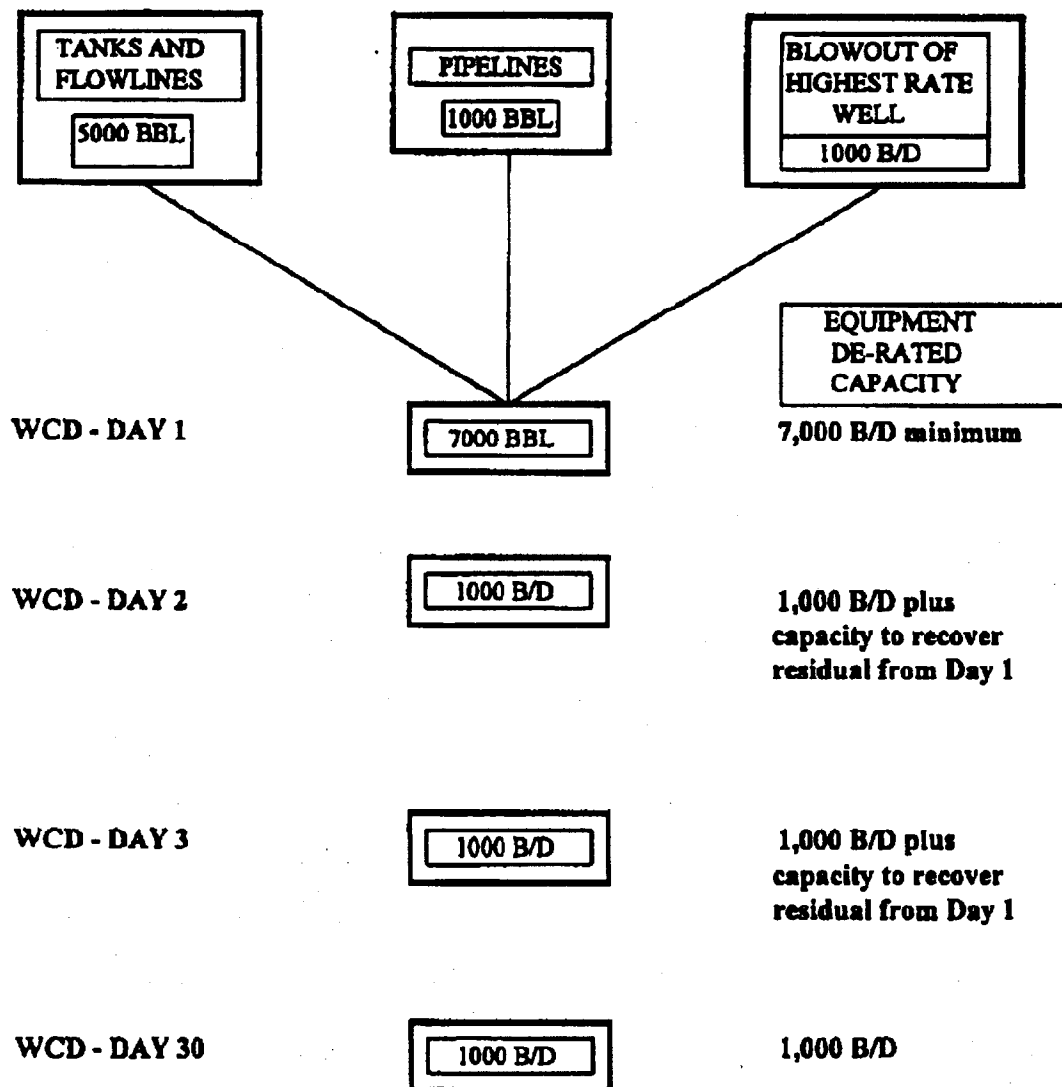 TANKS AND
FLOWLINES
5000 BBL
PIPELINES
1000 BBL
BLOWOUT OF
HIGHEST RATE
WELL
1000 B/D
EQUIPMENT
DE-RATED
CAPACITY
WCD - DAY 1
7000 BBL
7,000 B/D minimum
WCD - DAY 2
1000 B/D
1,000 B/D plus
capacity to recover
residual from Day 1
WCD - DAY 3
1000 B/D
1,000 B/D plus
capacity to recover
residual from Day 1
WCD - DAY 30
1000 B/D
1,000 B/D